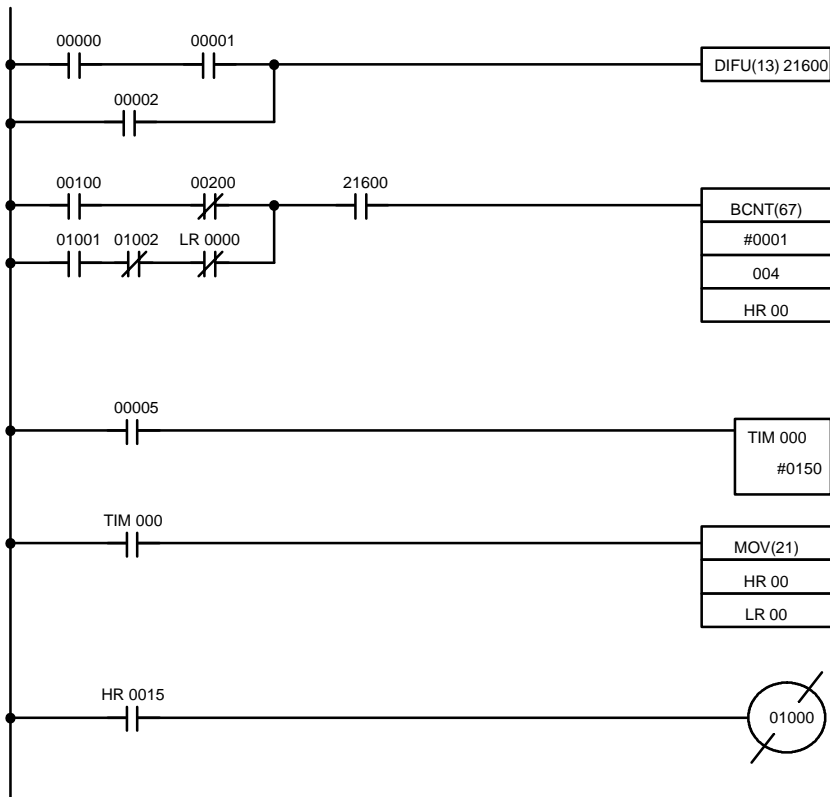 00000 00001
DIFU(13) 21600
00002
00100 00200 21600
BCNT(67)
01001 01002 LR 0000
#0001
004
HR 00
00005
TIM 000
#0150
TIM 000
MOV(21)
HR 00
LR 00
HR 0015
01000